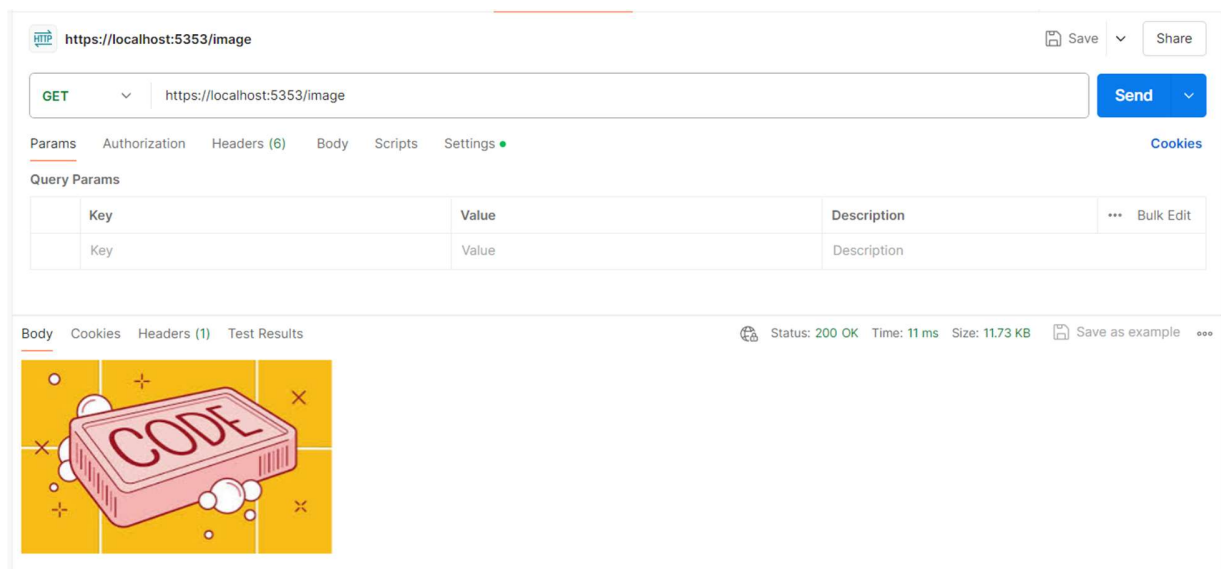 HTTP https://localhost:5353/image Save Share
GET https://localhost:5353/image Send
Params Authorization Headers (6) Body Scripts Settings Cookies
Query Params
Key Value Description ••• Bulk Edit
Key Value Description
Body Cookies Headers (1) Test Results Status: 200 OK Time: 11 ms Size: 11.73 KB Save as example
CODE